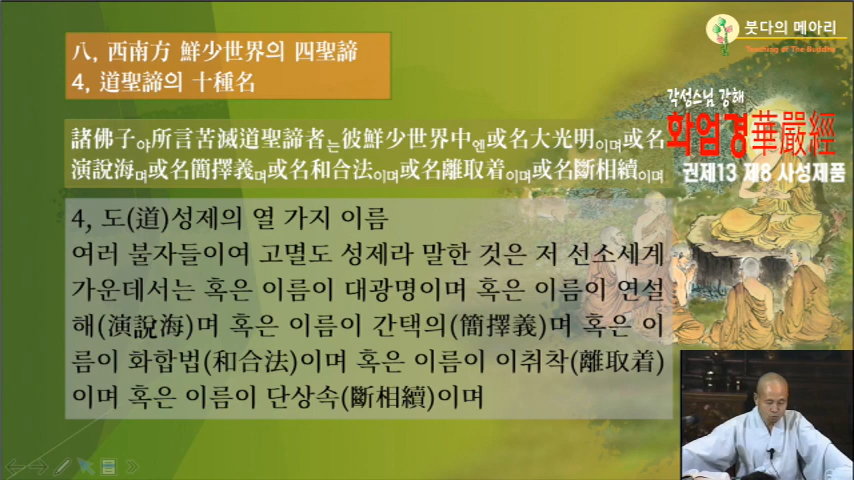 八, 西南方 鮮少世界의 四聖諦
4, 道聖諦의 十種名
붓다의 메아리
Teaching of The Buddha
각성스님 강해
화엄경華嚴經
권제13 제8 사성제품
諸佛子야所言苦滅道聖諦者는彼鮮少世界中엔或名大光明이며或名
演說海며或名簡擇義며或名和合法이며或名離取着이며或名斷相續이며
4, 도(道)성제의 열 가지 이름
여러 불자들이여 고멸도 성제라 말한 것은 저 선소세계
가운데서는 혹은 이름이 대광명이며 혹은 이름이 연설
해(演說海)며 혹은 이름이 간택의(簡擇義)며 혹은 이
름이 화합법(和合法)이며 혹은 이름이 이취착(離取着)
이며 혹은 이름이 단상속(斷相續)이며